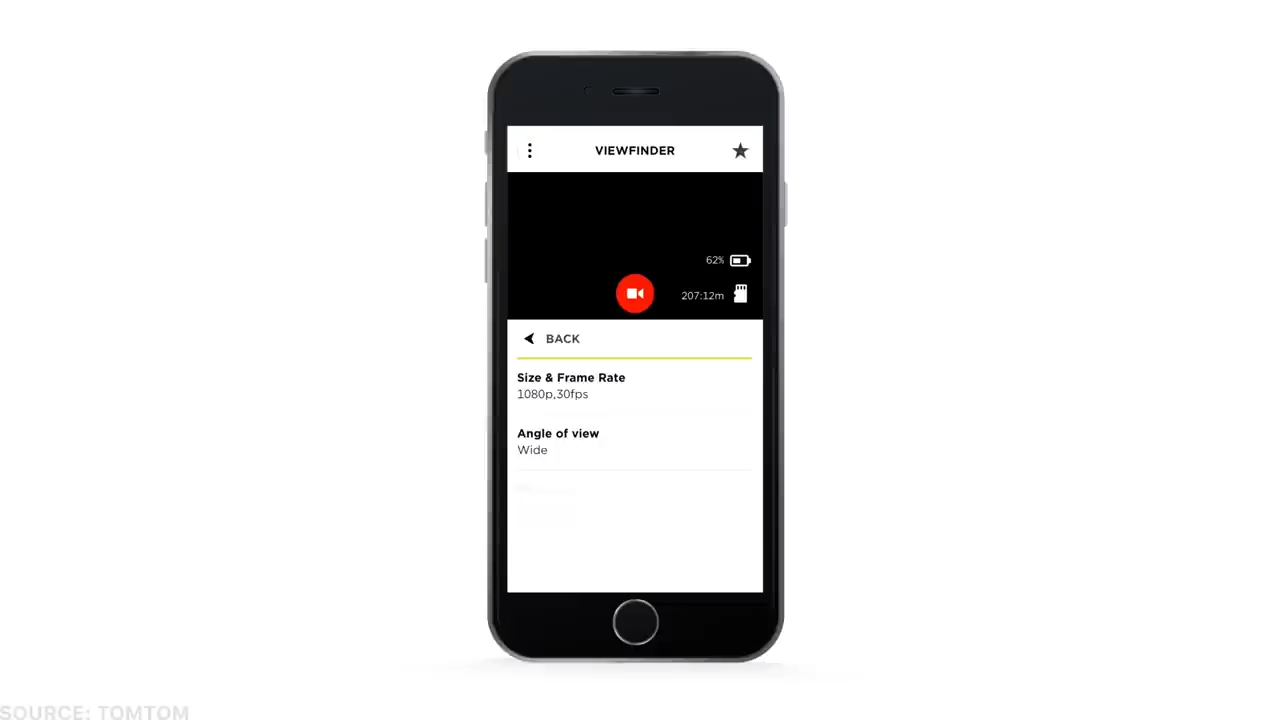 VIEWFINDER
62%
207:12m
BACK
Size & Frame Rate
1080p,30fps
Angle of view
Wide
SOURCE: TOMTOM